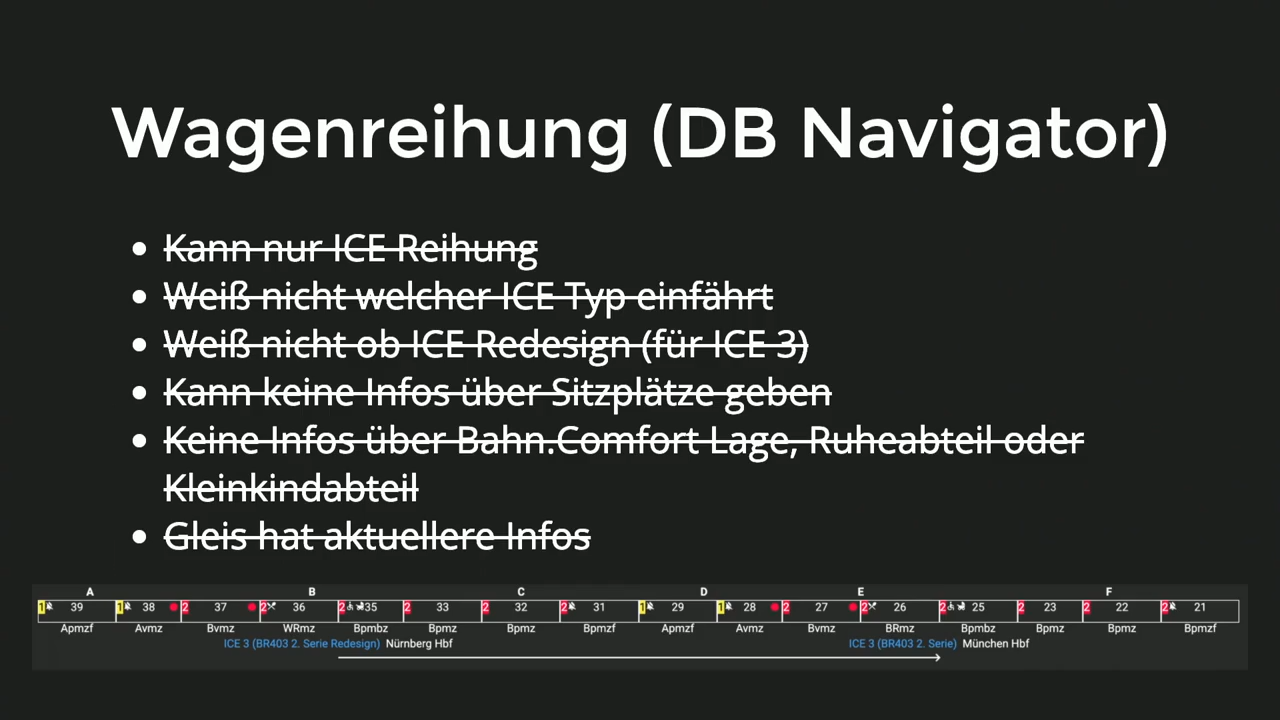 Wagenreihung (DB Navigator)
Kann nur ICE Reihung
Weiß nicht welcher ICE Typ einfährt
Weiß nicht ob ICE Redesign (für ICE 3)
Kann keine Infos über Sitzplätze geben
Keine Infos über Bahn.Comfort Lage, Ruheabteil oder
Kleinkindabteil
Gleis hat aktuellere Infos
A B C D E F
1 39 1 38 2 37 2 36 2 35 2 33 2 32 2 31 1 29 1 28 2 27 2 26 2 25 2 23 2 22 2 21
Apmzf Avmz Bvmz WRmz Bpmbz Bpmz Bpmz Bpmzf Apmzf Avmz Bvmz BRmz Bpmbz Bpmz Bpmz Bpmzf
ICE 3 (BR403 2. Serie Redesign) Nürnberg Hbf ICE 3 (BR403 2. Serie) München Hbf